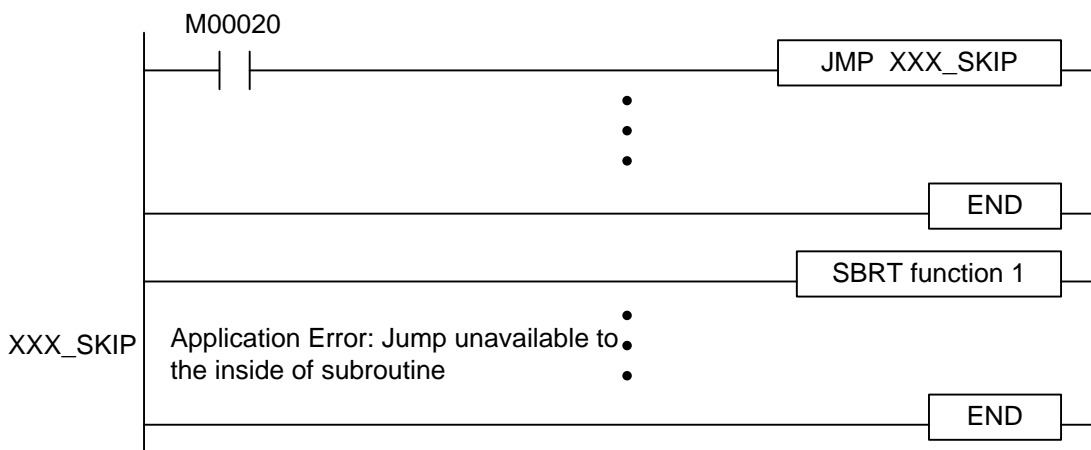 M00020
JMP XXX_SKIP
END
SBRT function 1
XXX_SKIP
Application Error: Jump unavailable to
the inside of subroutine
END